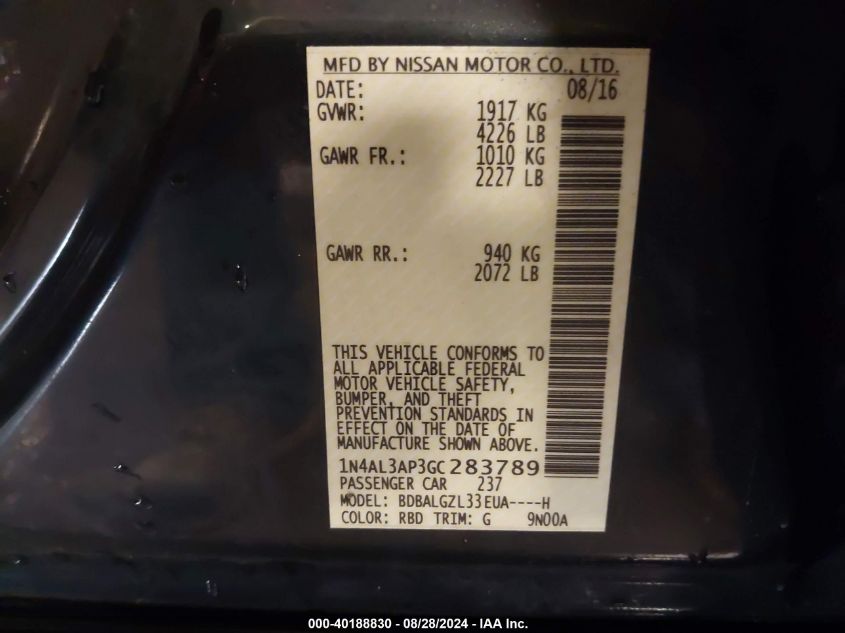 MFD BY NISSAN MOTOR CO., LTD.
DATE: 08/16
GVWR: 1917 KG
4226 LB
GAWR FR.: 1010 KG
2227 LB
GAWR RR.: 940 KG
2072 LB
THIS VEHICLE CONFORMS TO
ALL APPLICABLE FEDERAL
MOTOR VEHICLE SAFETY,
BUMPER, AND THEFT
PREVENTION STANDARDS IN
EFFECT ON THE DATE OF
MANUFACTURE SHOWN ABOVE.
1N4AL3AP3GC283789
PASSENGER CAR 237
MODEL: BDBALGZL33EUA----H
COLOR: RBD TRIM: G 9N00A
000-40188830 - 08/28/2024 - IAA Inc.